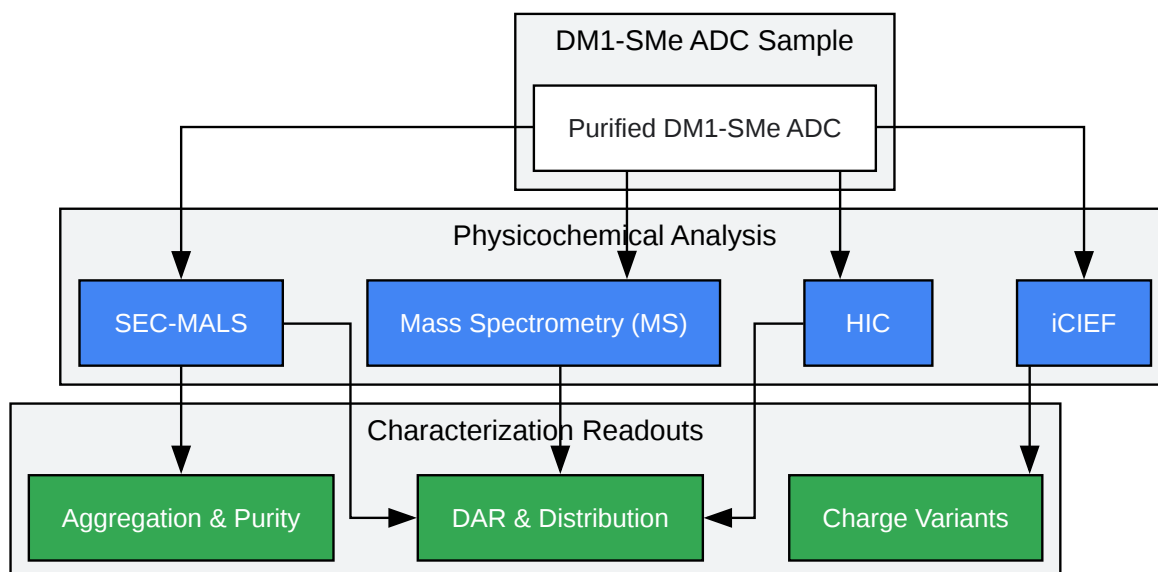 DM1-SMe ADC Sample
Purified DM1-SMe ADC
Physicochemical Analysis
SEC-MALS
Mass Spectrometry (MS)
HIC
iCIEF
Characterization Readouts
Aggregation & Purity
DAR & Distribution
Charge Variants